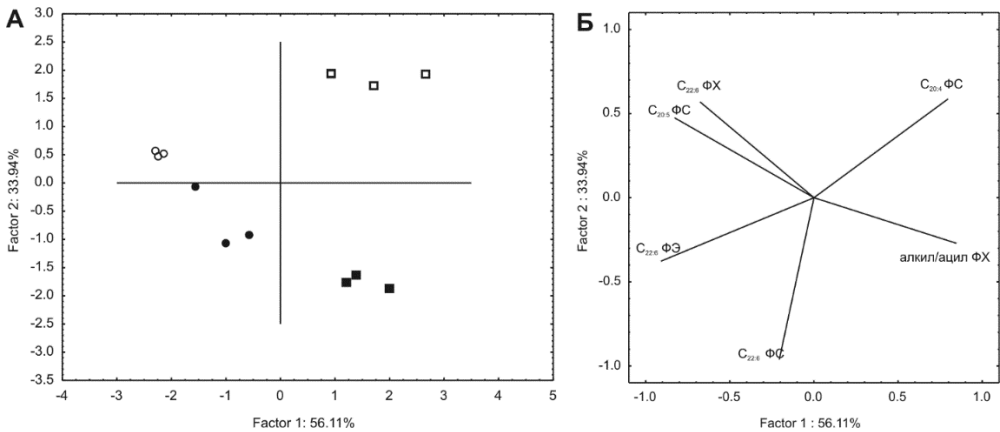 А
3.0
2.5
2.0
1.5
1.0
0.5
0.0
-0.5
-1.0
-1.5
-2.0
-2.5
-3.0
-3.5
Factor 2: 33.94%
-4 -3 -2 -1 0 1 2 3 4 5
Factor 1: 56.11%
Б
1.0
0.5
0.0
-0.5
-1.0
Factor 2 : 33.94%
C22:6 ФХ
C20:5 ФС
C20:4 ФС
C22:6 ФЭ
алкил/ацил ФХ
C22:6 ФС
-1.0 -0.5 0.0 0.5 1.0
Factor 1 : 56.11%